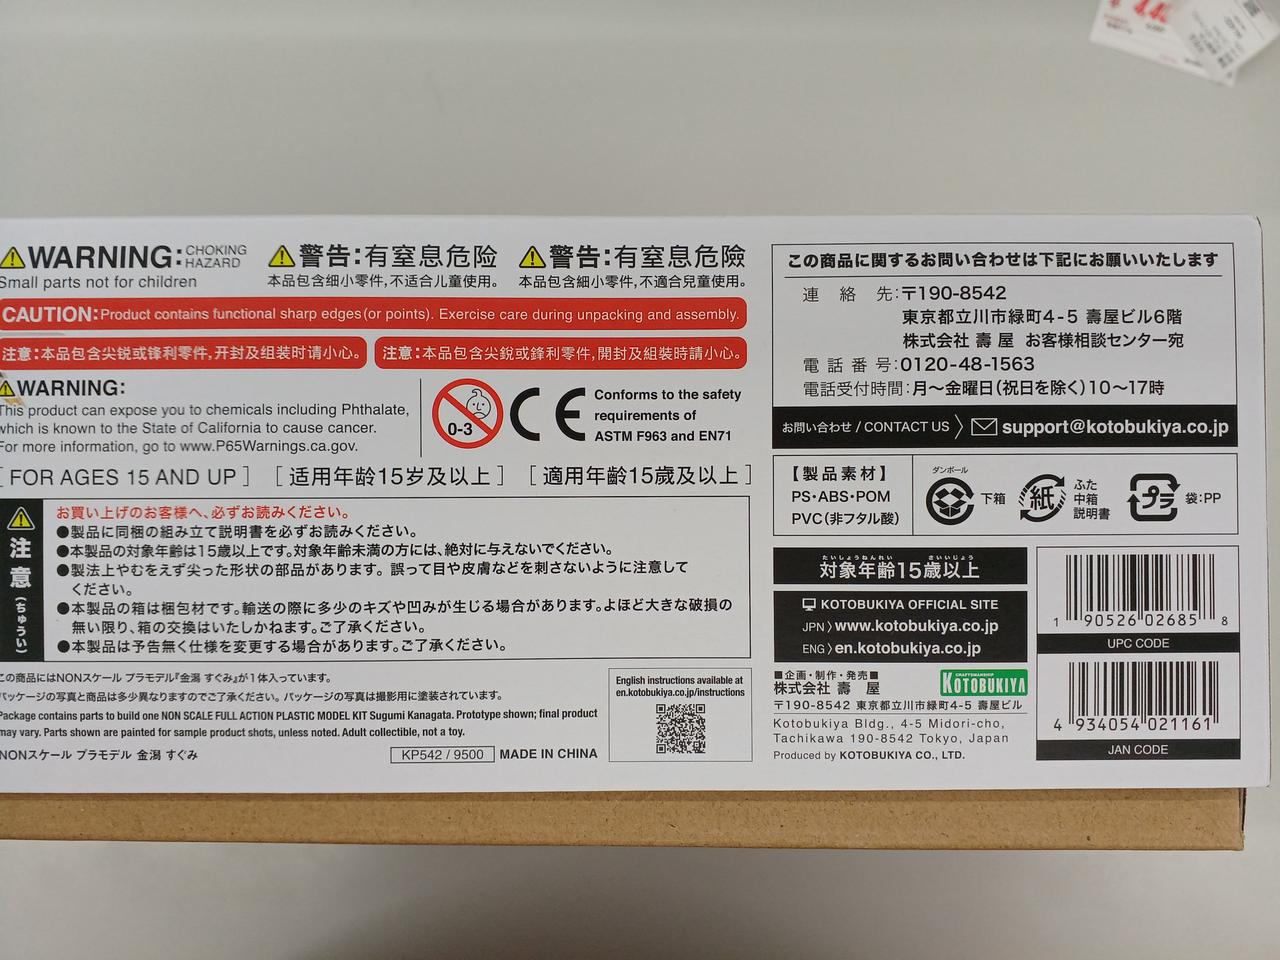 WARNING: CHOKING HAZARD
Small parts not for children
警告:有窒息危险
本品包含细小零件,不适合儿童使用。
警告:有窒息危險
本品包含細小零件,不適合兒童使用。
CAUTION: Product contains functional sharp edges (or points). Exercise care during unpacking and assembly.
注意:本品包含尖锐或锋利零件,开封及组装时请小心。
注意:本品包含尖銳或鋒利零件,開封及組裝時請小心。
WARNING:
This product can expose you to chemicals including Phthalate,
which is known to the State of California to cause cancer.
For more information, go to www.P65Warnings.ca.gov.
0-3
CE
Conforms to the safety
requirements of
ASTM F963 and EN71
[FOR AGES 15 AND UP]
[适用年龄15岁及以上]
[適用年齡15歲及以上]
注意(ちゅうい)
お買い上げのお客様へ、必ずお読みください。
●製品に同梱の組み立て説明書を必ずお読みください。
●本製品の対象年齢は15歳以上です。対象年齢未満の方には、絶対に与えないでください。
●製法上やむをえず尖った形状の部品があります。誤って目や皮膚などを刺さないように注意して
ください。
●本製品の箱は梱包材です。輸送の際に多少のキズや凹みが生じる場合があります。よほど大きな破損の
無い限り、箱の交換はいたしかねます。ご了承ください。
●本製品は予告無く仕様を変更する場合があります。ご了承ください。
この商品にはNONスケール プラモデル『金潟 すぐみ』が1体入っています。
パッケージの写真と商品は多少異なりますのでご了承ください。パッケージの写真は撮影用に塗装されています。
Package contains parts to build one NON SCALE FULL ACTION PLASTIC MODEL KIT Sugumi Kanagata. Prototype shown; final product
may vary. Parts shown are painted for sample product shots, unless noted. Adult collectible, not a toy.
NONスケール プラモデル 金潟 すぐみ
KP542 / 9500
MADE IN CHINA
English instructions available at
en.kotobukiya.co.jp/instructions
この商品に関するお問い合わせは下記にお願いいたします
連絡先:〒190-8542
東京都立川市緑町4-5 壽屋ビル6階
株式会社 壽屋 お客様相談センター宛
電話番号:0120-48-1563
電話受付時間:月〜金曜日(祝日を除く)10〜17時
お問い合わせ / CONTACT US 〉 support@kotobukiya.co.jp
【製品素材】
PS・ABS・POM
PVC(非フタル酸)
ダンボール
下箱
紙
ふた
中箱
説明書
プラ
袋:PP
たいしょうねんれい さいいじょう
対象年齢15歳以上
KOTOBUKIYA OFFICIAL SITE
JPN〉www.kotobukiya.co.jp
ENG〉en.kotobukiya.co.jp
1 90526 02685 8
UPC CODE
4 934054 021161
JAN CODE
■企画・制作・発売■
株式会社 壽屋
CRAFTSMANSHIP
KOTOBUKIYA
〒190-8542 東京都立川市緑町4-5 壽屋ビル
Kotobukiya Bldg., 4-5 Midori-cho,
Tachikawa 190-8542 Tokyo, Japan
Produced by KOTOBUKIYA CO., LTD.